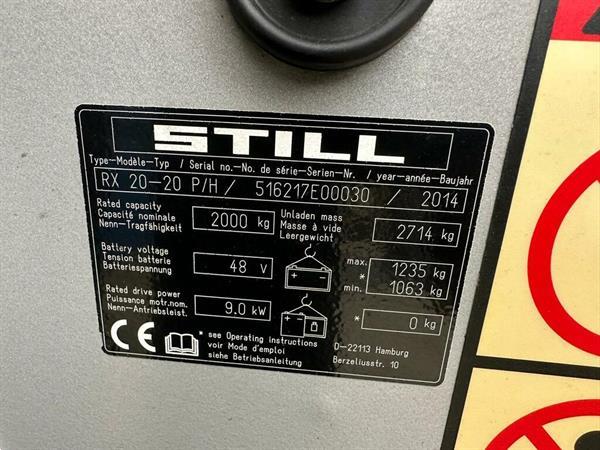 STILL
Type-Modèle-Typ / Serial no.-No. de série-Serien-Nr. / year-année-Baujahr
RX 20-20 P/H / 516217E00030 / 2014
Rated capacity
Capacité nominale
Nenn-Tragfähigkeit
2000 kg
Unladen mass
Masse à vide
Leergewicht
2714 kg
Battery voltage
Tension batterie
Batteriespannung
48 V
max. 1235 kg
*
min. 1063 kg
Rated drive power
Puissance motr.nom.
Nenn-Antriebsleist.
9.0 kW
* 0 kg
CE
* see Operating instructions
voir Mode d'emploi
siehe Betriebsanleitung
D-22113 Hamburg
Berzeliusstr. 10